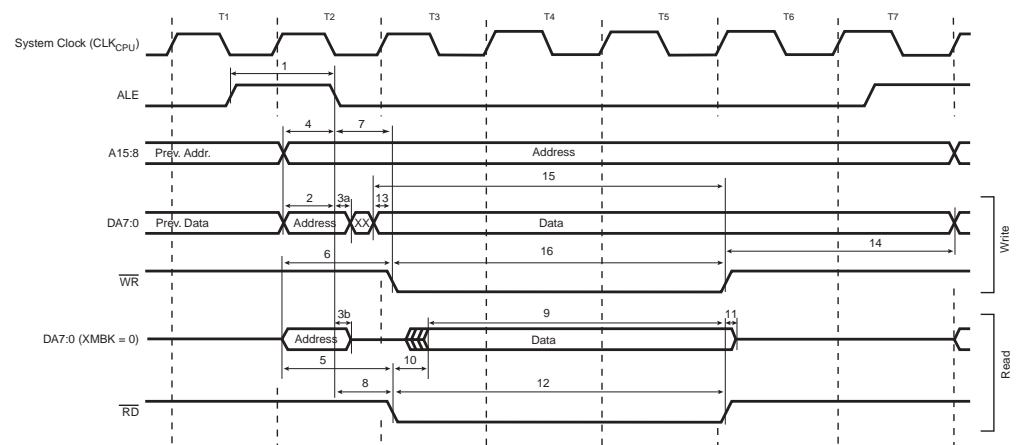 T1 T2 T3 T4 T5 T6 T7
System Clock (CLKCPU)
1
ALE
4 7
A15:8 Prev. Addr. Address
15
2 3a 13
DA7:0 Prev. Data Address XX Data
14
6 16
WR
Write
3b 9 11
DA7:0 (XMBK = 0) Address Data
5 10
8 12
RD
Read